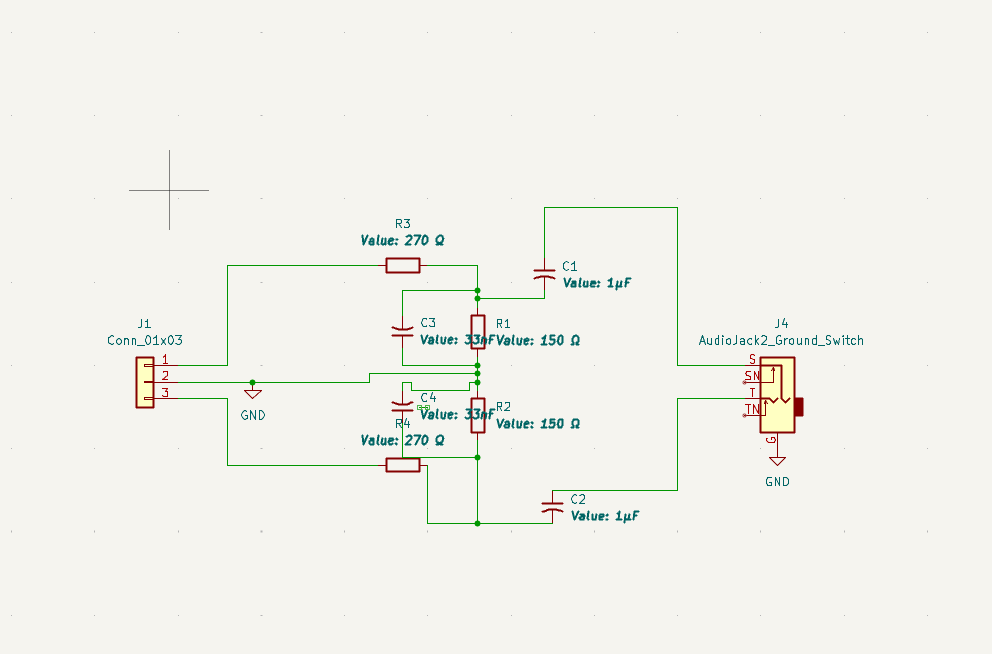 R3
Value: 270 Ω
C1
Value: 1µF
J1
Conn_01x03
C3
Value: 33nF
R1
Value: 150 Ω
J4
AudioJack2_Ground_Switch
1
2
3
GND
S
SN
T
TN
G
GND
C4
Value: 33nF
R2
Value: 150 Ω
R4
Value: 270 Ω
C2
Value: 1µF